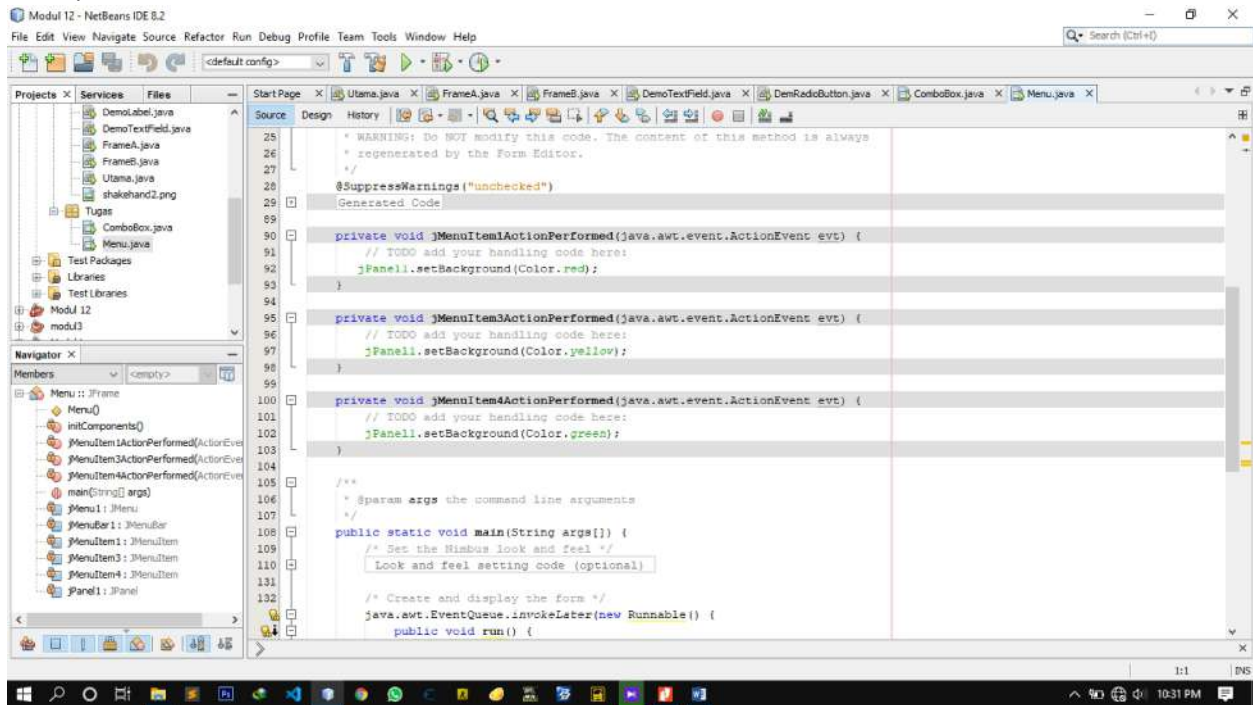 Modul 12 - NetBeans IDE 8.2
File Edit View Navigate Source Refactor Run Debug Profile Team Tools Window Help
Search (Ctrl+I)
<default config>
Projects Services Files
DemoLabel.java
DemoTextField.java
FrameA.java
FrameB.java
Utama.java
shakehand2.png
Tugas
ComboBox.java
Menu.java
Test Packages
Libraries
Test Libraries
Modul 12
modul3
Navigator
Members <empty>
Menu :: JFrame
Menu()
initComponents()
jMenuItem1ActionPerformed(ActionEve
jMenuItem3ActionPerformed(ActionEve
jMenuItem4ActionPerformed(ActionEve
main(String[] args)
jMenu1 : JMenu
jMenuBar1 : JMenuBar
jMenuItem1 : JMenuItem
jMenuItem3 : JMenuItem
jMenuItem4 : JMenuItem
jPanel1 : JPanel
Start Page Utama.java FrameA.java FrameB.java DemoTextField.java DemRadioButton.java ComboBox.java Menu.java
Source Design History
25 * WARNING: Do NOT modify this code. The content of this method is always
26 * regenerated by the Form Editor.
27 */
28 @SuppressWarnings("unchecked")
29 Generated Code
89
90 private void jMenuItem1ActionPerformed(java.awt.event.ActionEvent evt) {
91 // TODO add your handling code here:
92 jPanel1.setBackground(Color.red);
93 }
94
95 private void jMenuItem3ActionPerformed(java.awt.event.ActionEvent evt) {
96 // TODO add your handling code here:
97 jPanel1.setBackground(Color.yellow);
98 }
99
100 private void jMenuItem4ActionPerformed(java.awt.event.ActionEvent evt) {
101 // TODO add your handling code here:
102 jPanel1.setBackground(Color.green);
103 }
104
105 /**
106 * @param args the command line arguments
107 */
108 public static void main(String args[]) {
109 /* Set the Nimbus look and feel */
110 Look and feel setting code (optional)
131
132 /* Create and display the form */
java.awt.EventQueue.invokeLater(new Runnable() {
public void run() {
1:1 INS
10:31 PM